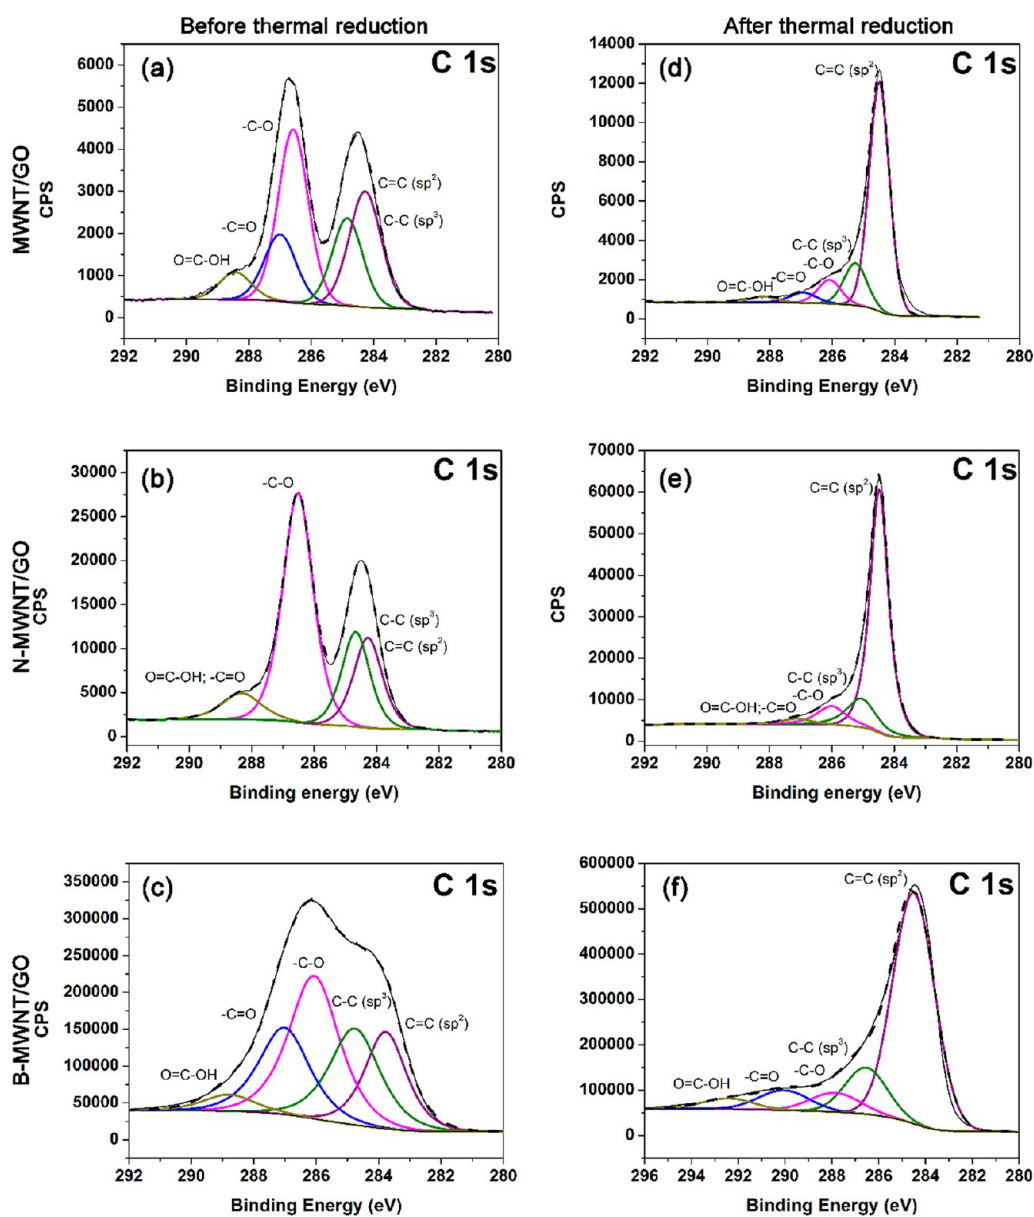 Before thermal reduction
After thermal reduction
MWNT/GO
CPS
(a)
C 1s
6000
5000
4000
3000
2000
1000
0
-C-O
C=C (sp²)
C-C (sp³)
-C=O
O=C-OH
292 290 288 286 284 282 280
Binding Energy (eV)
CPS
(d)
C 1s
14000
12000
10000
8000
6000
4000
2000
0
C=C (sp²)
C-C (sp³)
-C-O
-C=O
O=C-OH
292 290 288 286 284 282 280
Binding Energy (eV)
N-MWNT/GO
CPS
(b)
C 1s
30000
25000
20000
15000
10000
5000
0
-C-O
C-C (sp³)
C=C (sp²)
O=C-OH; -C=O
292 290 288 286 284 282 280
Binding energy (eV)
CPS
(e)
C 1s
70000
60000
50000
40000
30000
20000
10000
0
C=C (sp²)
C-C (sp³)
-C-O
O=C-OH;-C=O
292 290 288 286 284 282 280
Binding energy (eV)
B-MWNT/GO
CPS
(c)
C 1s
350000
300000
250000
200000
150000
100000
50000
0
-C-O
-C=O
C-C (sp³)
C=C (sp²)
O=C-OH
292 290 288 286 284 282 280
Binding Energy (eV)
(f)
C 1s
600000
500000
400000
300000
200000
100000
0
C=C (sp²)
C-C (sp³)
-C-O
-C=O
O=C-OH
296 294 292 290 288 286 284 282 280
Binding Energy (eV)